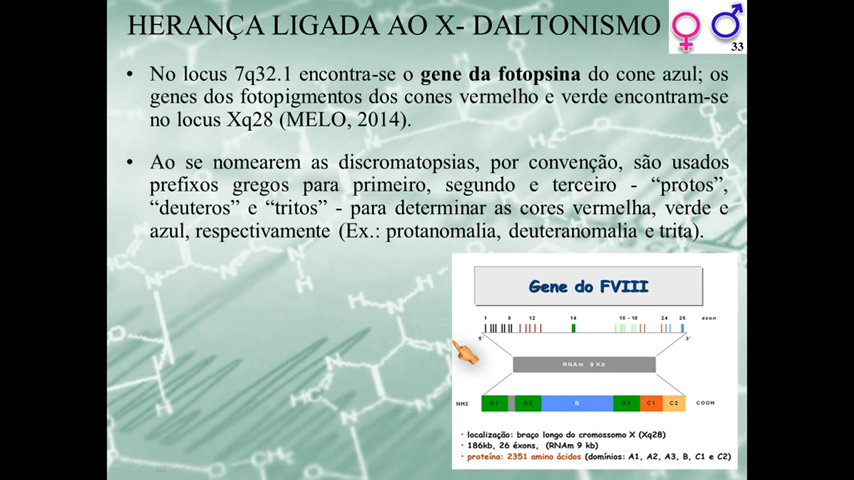 HERANÇA LIGADA AO X- DALTONISMO
33
• No locus 7q32.1 encontra-se o gene da fotopsina do cone azul; os
genes dos fotopigmentos dos cones vermelho e verde encontram-se
no locus Xq28 (MELO, 2014).
• Ao se nomearem as discromatopsias, por convenção, são usados
prefixos gregos para primeiro, segundo e terceiro - “protos”,
“deuteros” e “tritos” - para determinar as cores vermelha, verde e
azul, respectivamente (Ex.: protanomalia, deuteranomalia e trita).
Gene do FVIII
1 8 12 14 16 - 18 24 26 exon
5' 3'
RNAm 9 Kb
NH2 A1 A2 B A3 C1 C2 COOH
• localização: braço longo do cromossomo X (Xq28)
• 186kb, 26 éxons, (RNAm 9 kb)
• proteína: 2351 amino ácidos (domínios: A1, A2, A3, B, C1 e C2)